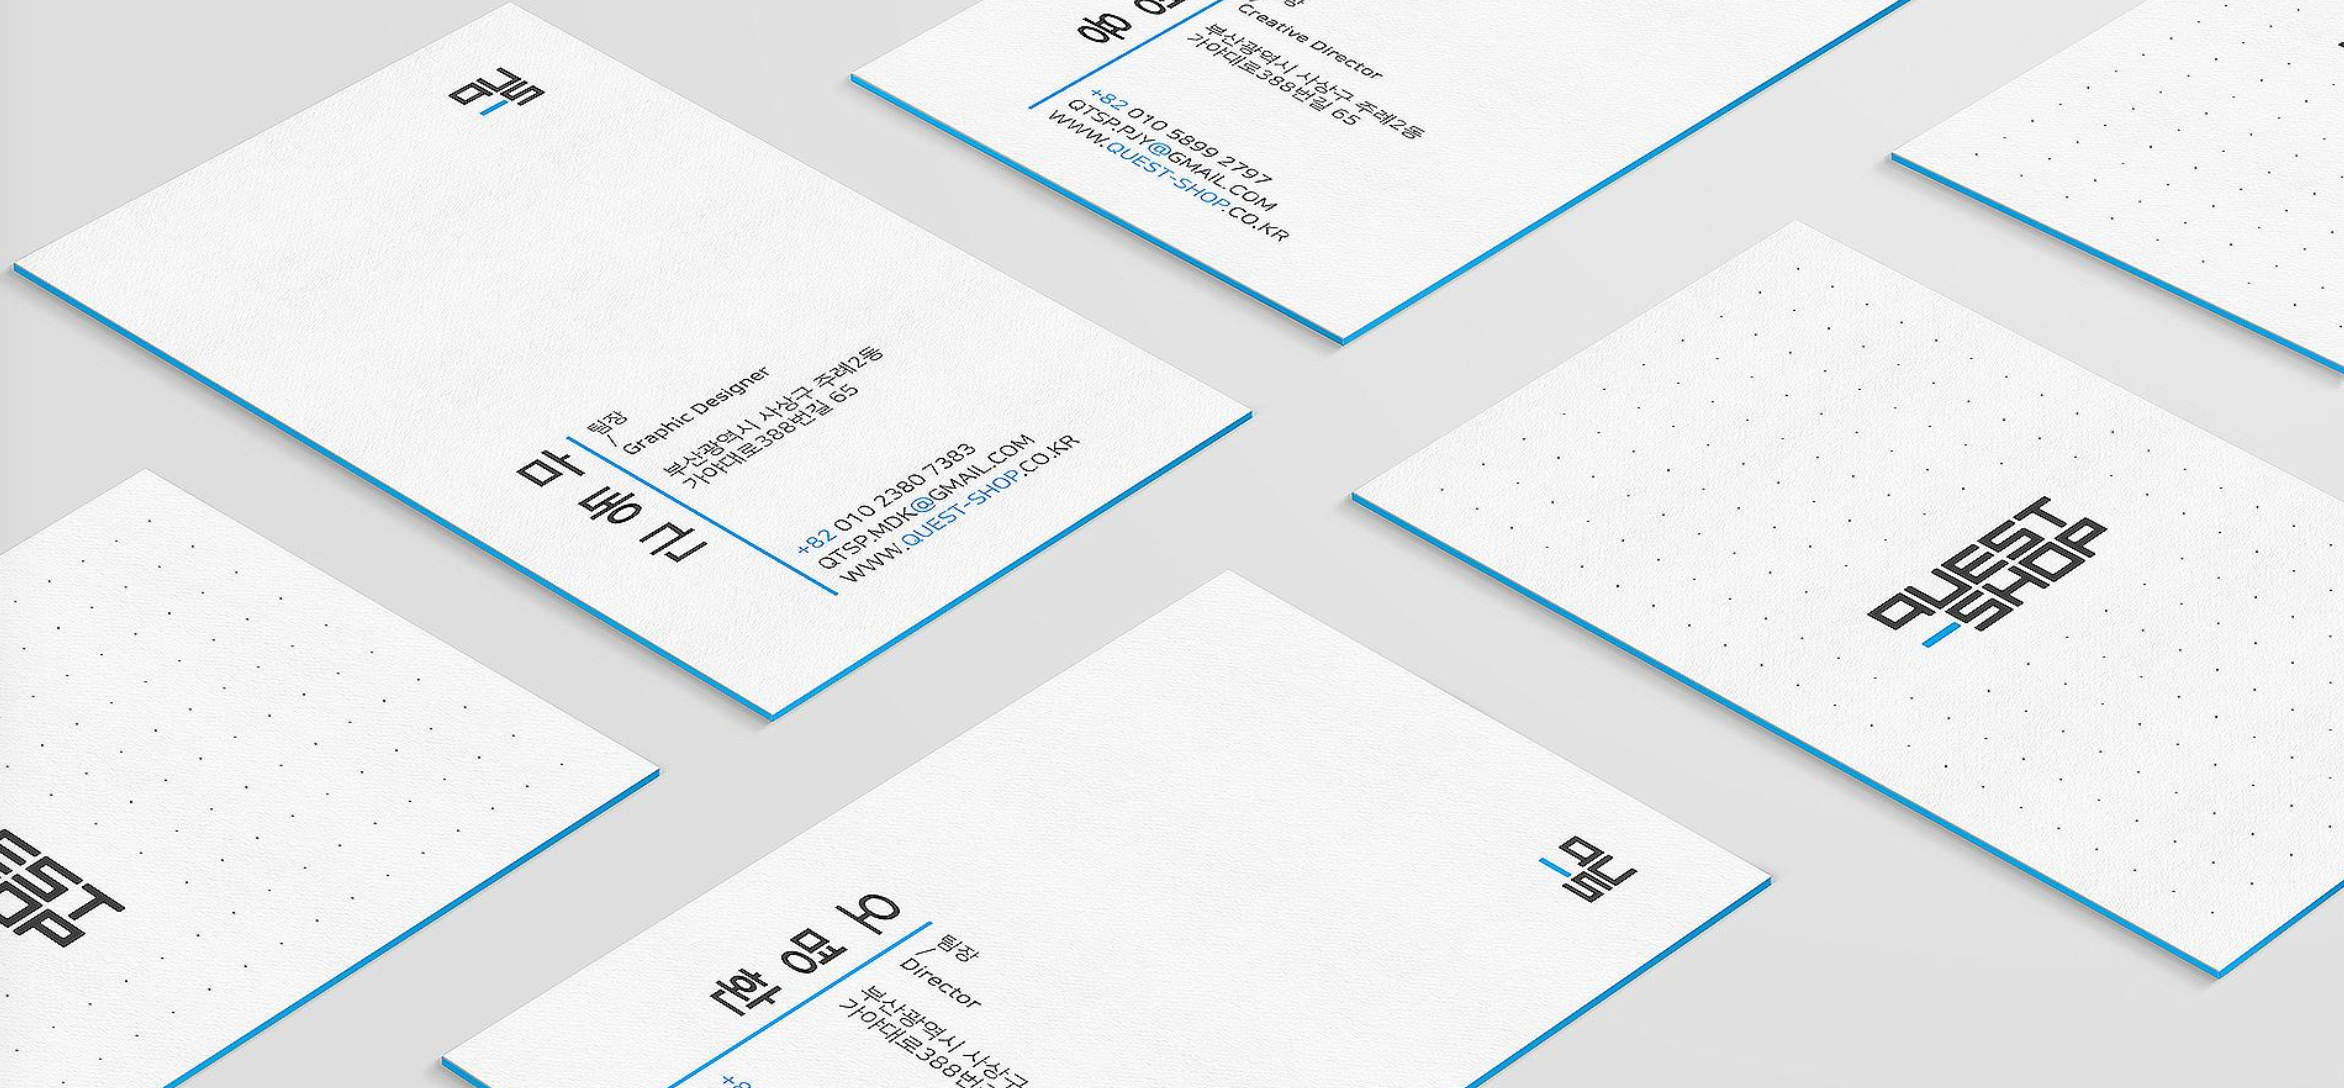 마 동
팀장
/
Graphic Designer
부산광역시 사상구 주례2동
가야대로388번길 65
+82 010 2380 7383
QTSP.MDK@GMAIL.COM
WWW.QUEST-SHOP.CO.KR
Creative Director
부산광역시 사상구 주례2동
가야대로388번길 65
+82 010 5899 2797
QTSP.PJY@GMAIL.COM
WWW.QUEST-SHOP.CO.KR
QUEST
-SHOP
EST
OP
오 명 환
팀장
/
Director
부산광역시 사상구
가야대로388번